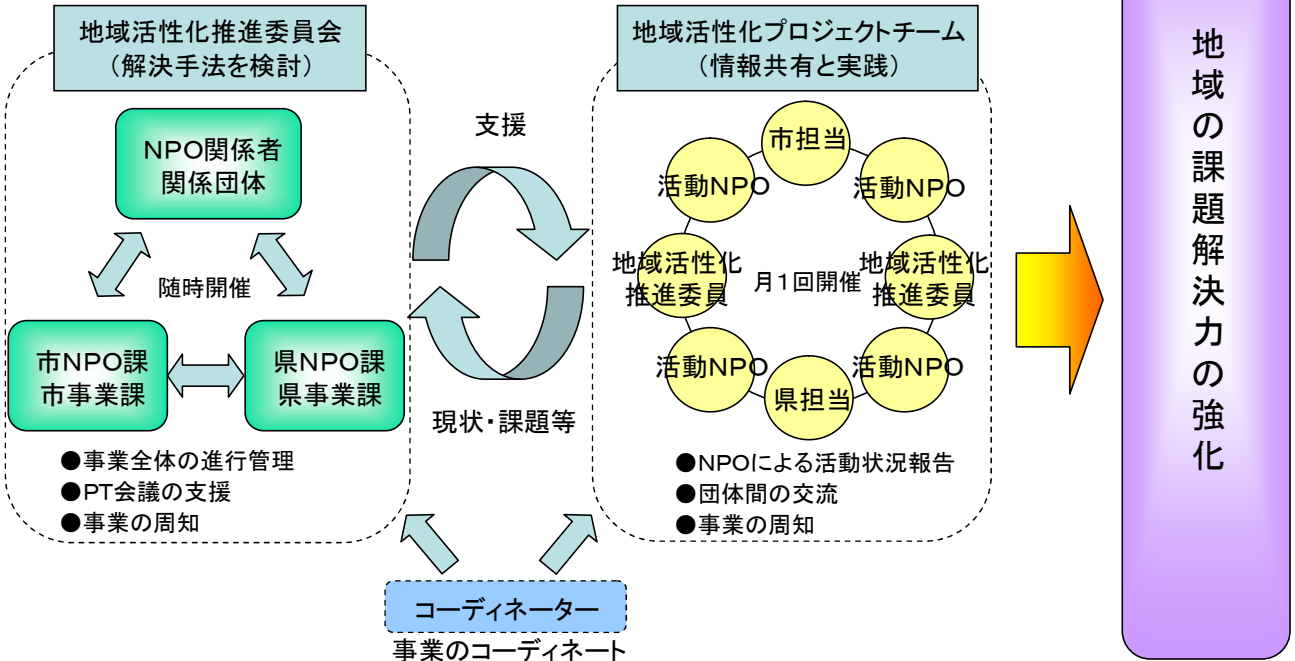 地域活性化推進委員会
（解決手法を検討）
NPO関係者
関係団体
随時開催
市NPO課
市事業課
県NPO課
県事業課
●事業全体の進行管理
●PT会議の支援
●事業の周知
支援
現状・課題等
地域活性化プロジェクトチーム
（情報共有と実践）
市担当
活動NPO
活動NPO
地域活性化
推進委員
月１回開催
地域活性化
推進委員
活動NPO
活動NPO
県担当
●NPOによる活動状況報告
●団体間の交流
●事業の周知
コーディネーター
事業のコーディネート
地域の課題解決力の強化